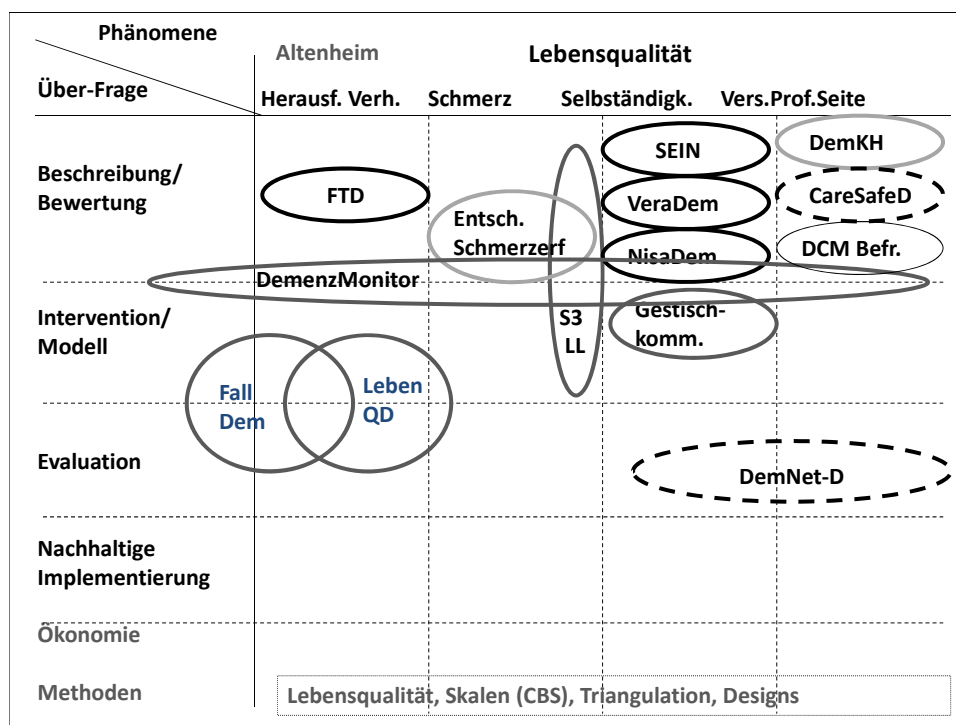 Phänomene
Altenheim
Lebensqualität
Über-Frage
Herausf. Verh.
Schmerz
Selbständigk.
Vers.Prof.Seite
Beschreibung/
Bewertung
FTD
Entsch.
Schmerzerf
SEIN
VeraDem
NisaDem
DemKH
CareSafeD
DCM Befr.
DemenzMonitor
Intervention/
Modell
S3
LL
Gestisch-
komm.
Fall
Dem
Leben
QD
Evaluation
DemNet-D
Nachhaltige
Implementierung
Ökonomie
Methoden
Lebensqualität, Skalen (CBS), Triangulation, Designs